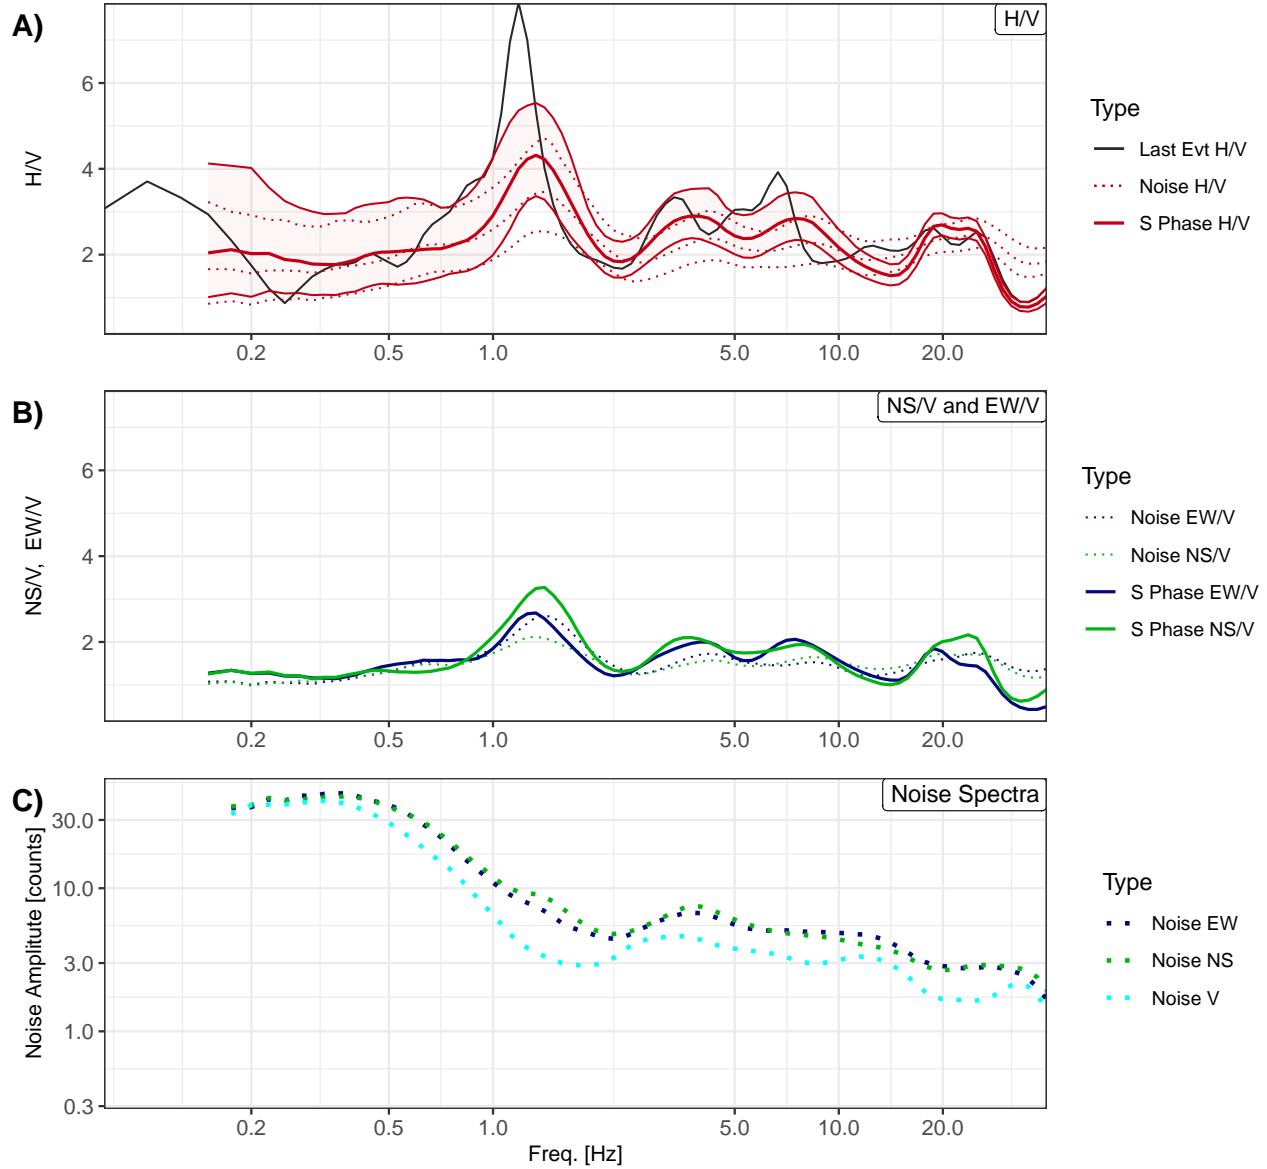 A)
H/V
H/V
6
4
2
0.2 0.5 1.0 5.0 10.0 20.0
Type
Last Evt H/V
Noise H/V
S Phase H/V
B)
NS/V and EW/V
NS/V, EW/V
6
4
2
0.2 0.5 1.0 5.0 10.0 20.0
Type
Noise EW/V
Noise NS/V
S Phase EW/V
S Phase NS/V
C)
Noise Spectra
Noise Amplitude [counts]
30.0
10.0
3.0
1.0
0.3
0.2 0.5 1.0 5.0 10.0 20.0
Freq. [Hz]
Type
Noise EW
Noise NS
Noise V